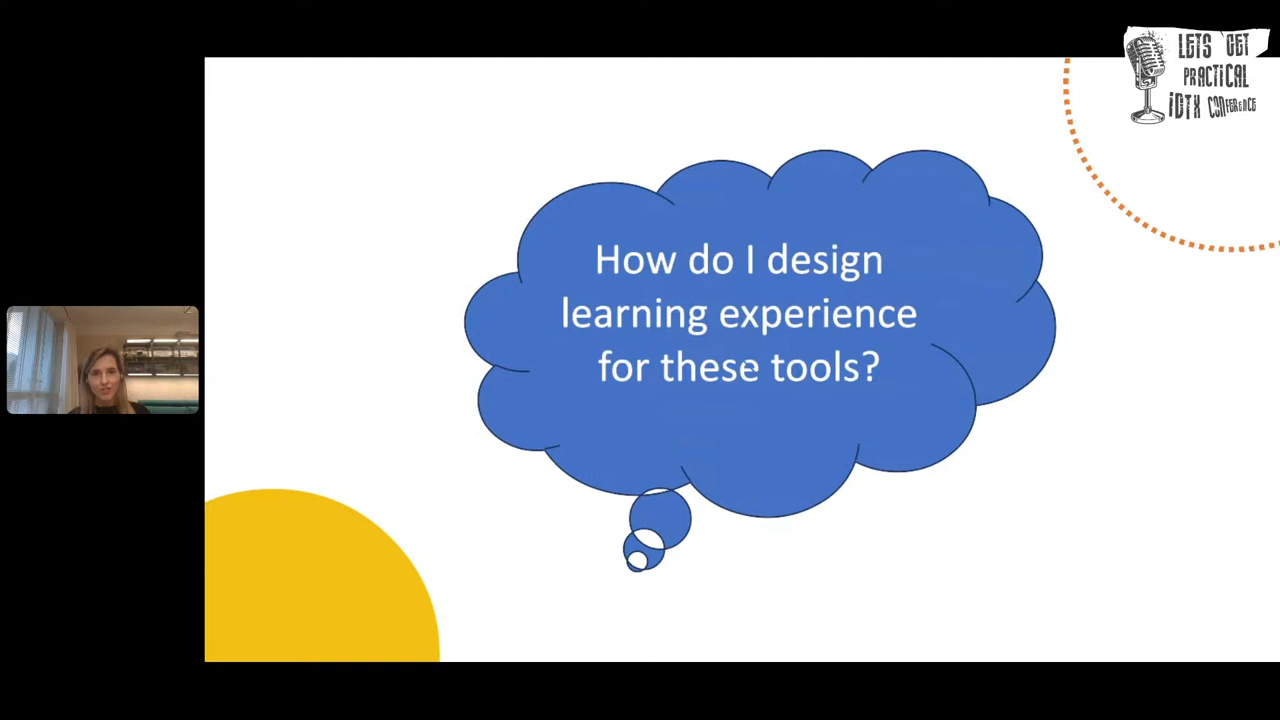 LETS GET
PRACTICAL
iDTX CONFERENCE
How do I design
learning experience
for these tools?